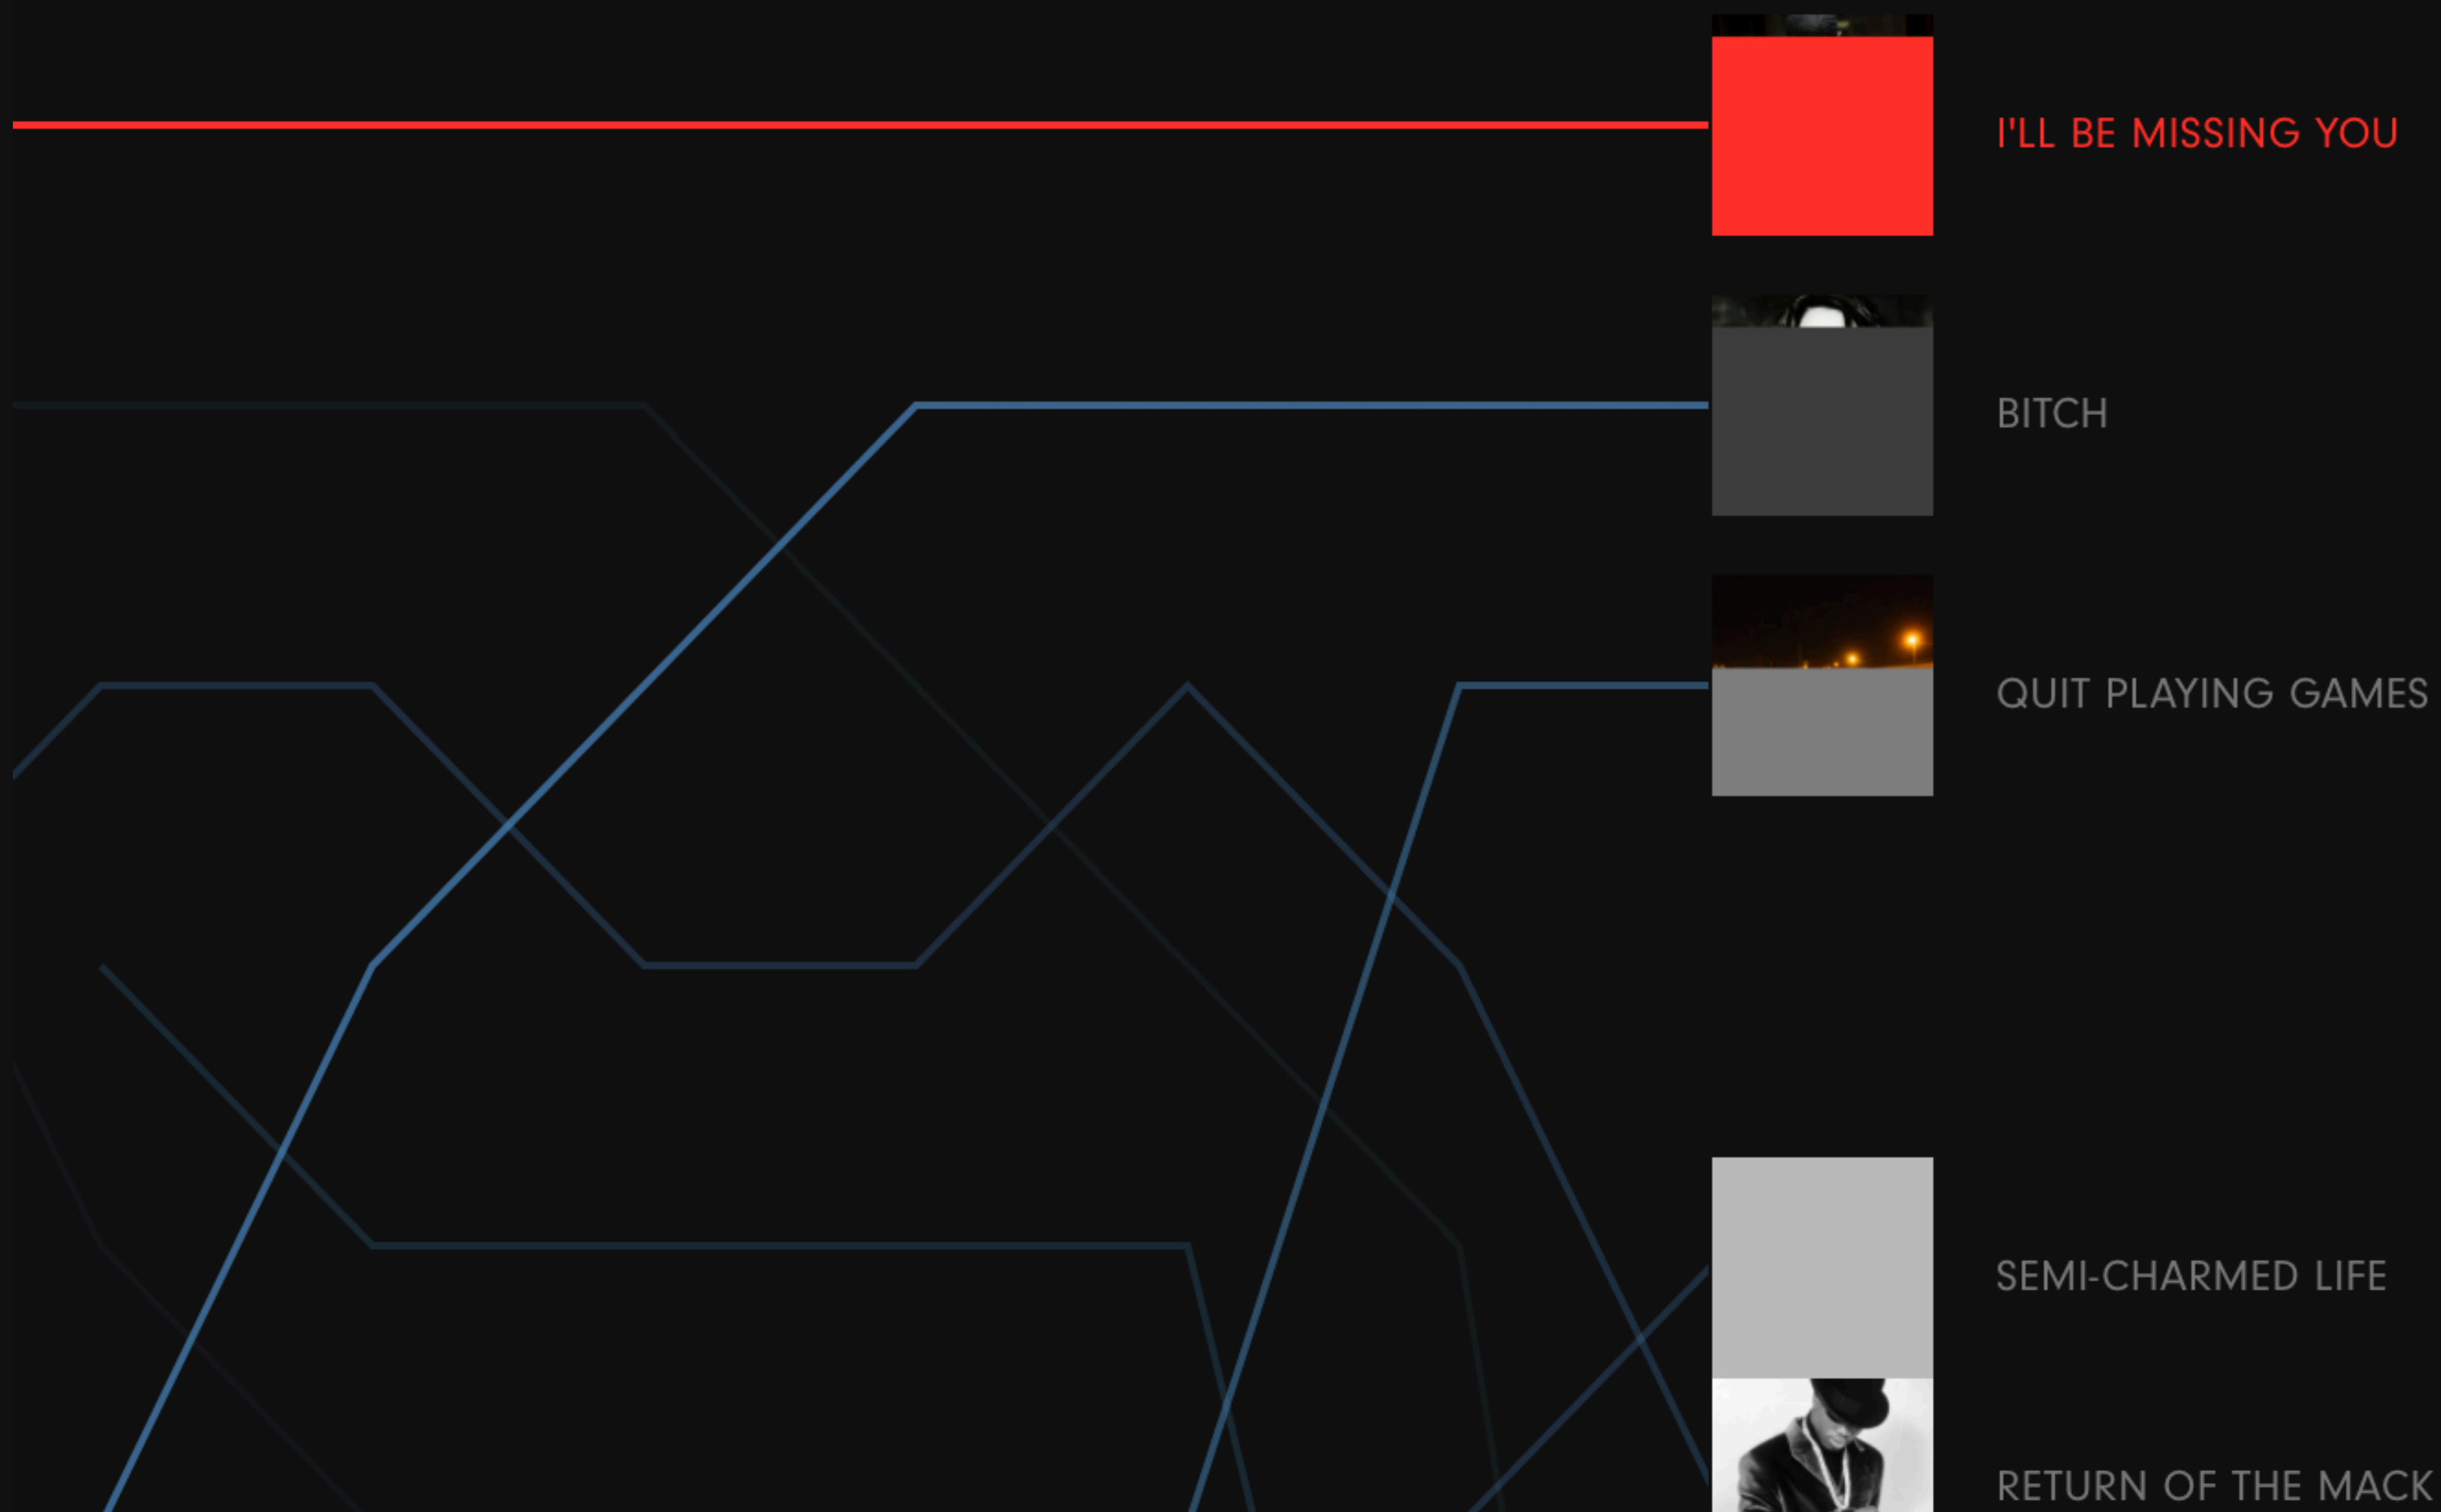 I'LL BE MISSING YOU
BITCH
QUIT PLAYING GAMES
SEMI-CHARMED LIFE
RETURN OF THE MACK